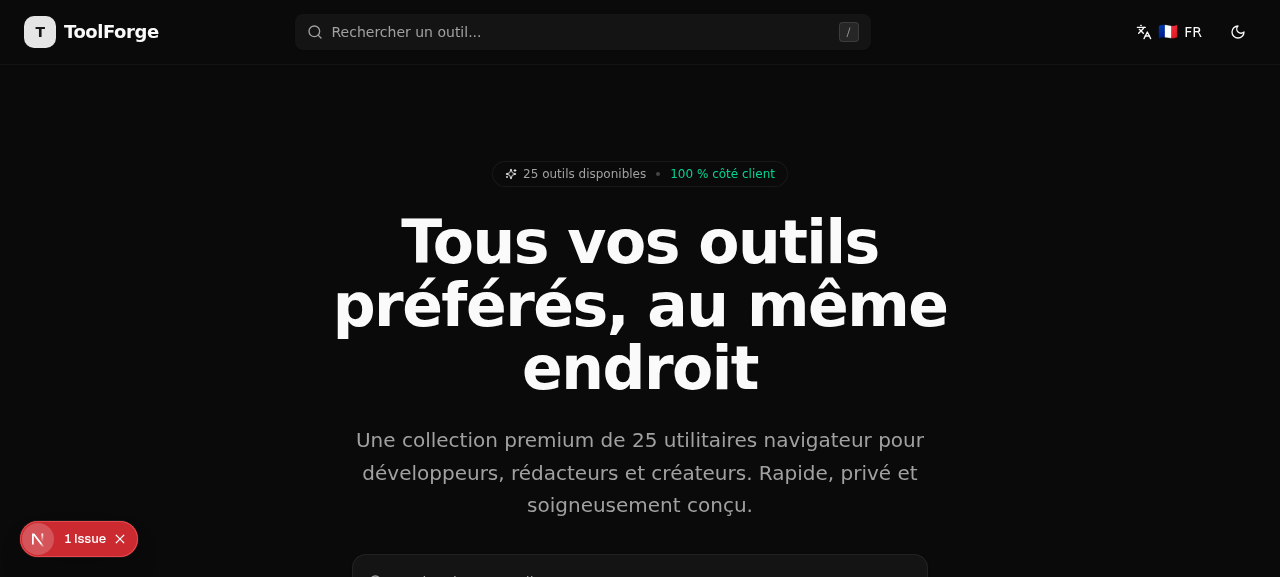 T ToolForge
Rechercher un outil...
/
FR
25 outils disponibles • 100 % côté client
Tous vos outils
préférés, au même
endroit
Une collection premium de 25 utilitaires navigateur pour
développeurs, rédacteurs et créateurs. Rapide, privé et
soigneusement conçu.
N 1 Issue